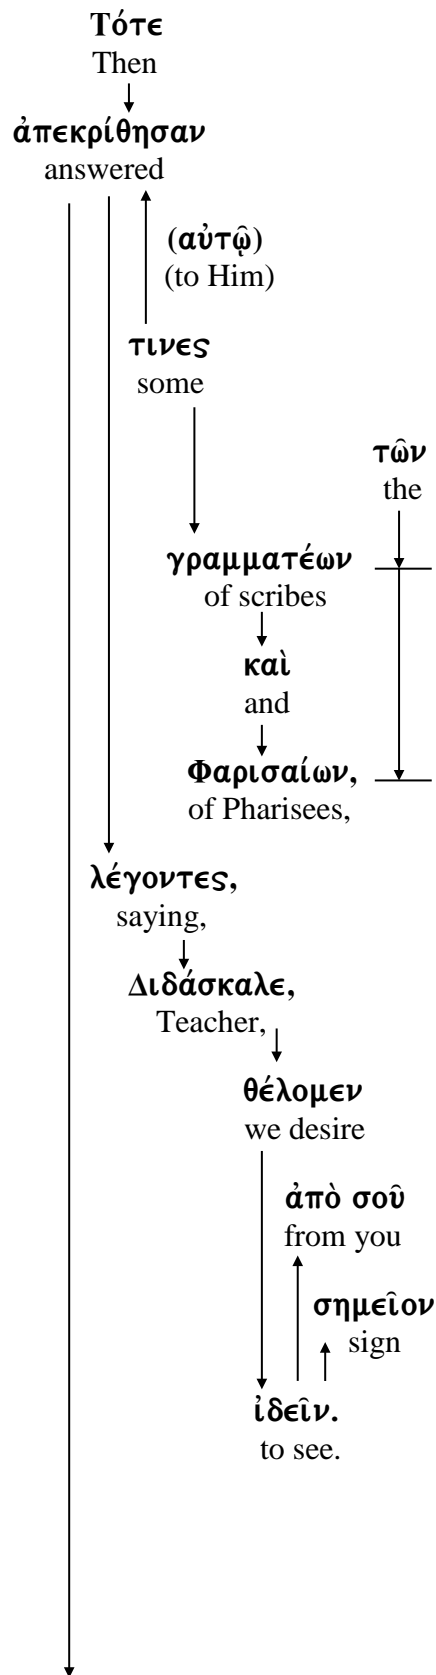 Τότε
Then
ἀπεκρίθησαν
answered
(αὐτῷ)
(to Him)
τινες
some
τῶν
the
γραμματέων
of scribes
καὶ
and
Φαρισαίων,
of Pharisees,
λέγοντες,
saying,
Διδάσκαλε,
Teacher,
θέλομεν
we desire
ἀπὸ σοῦ
from you
σημεῖον
sign
ἰδεῖν.
to see.